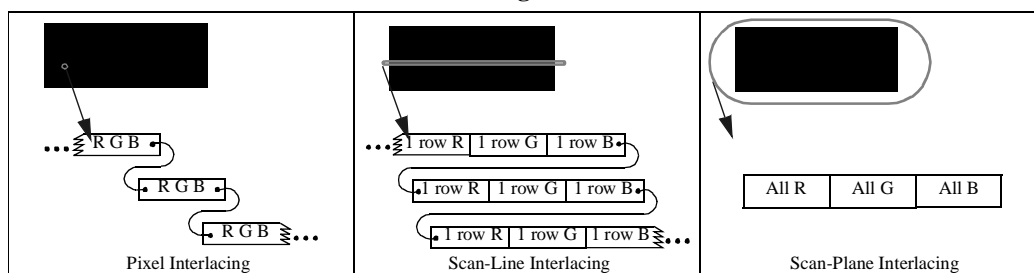 R G B
R G B
R G B
Pixel Interlacing
1 row R 1 row G 1 row B
1 row R 1 row G 1 row B
1 row R 1 row G 1 row B
Scan-Line Interlacing
All R All G All B
Scan-Plane Interlacing